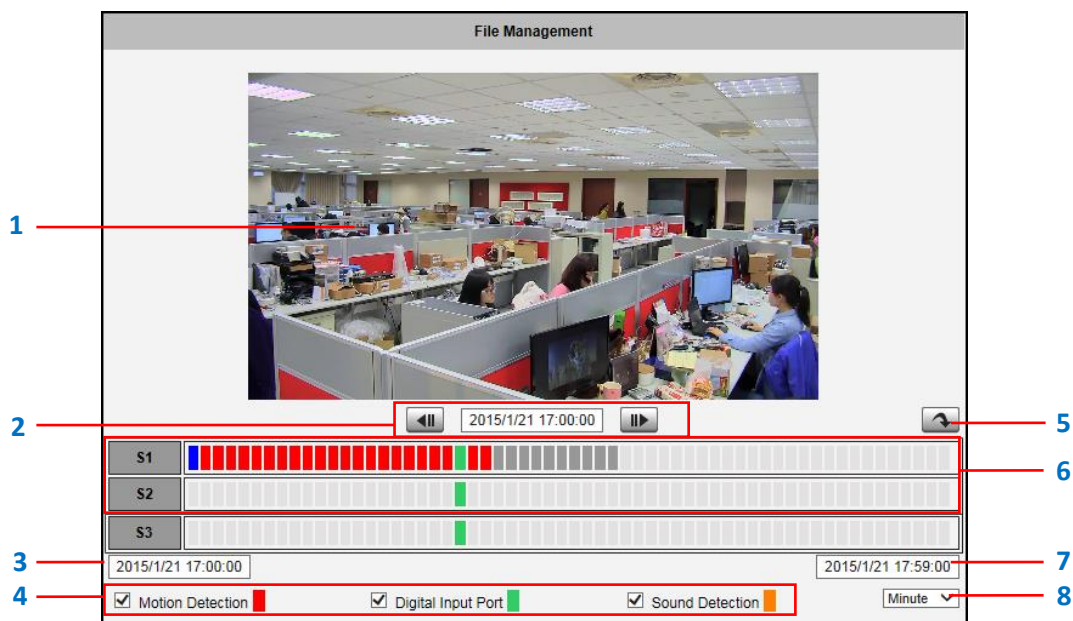 File Management
1
2
2015/1/21 17:00:00
5
S1
6
S2
S3
3
2015/1/21 17:00:00
2015/1/21 17:59:00
7
4
Motion Detection
Digital Input Port
Sound Detection
Minute
8